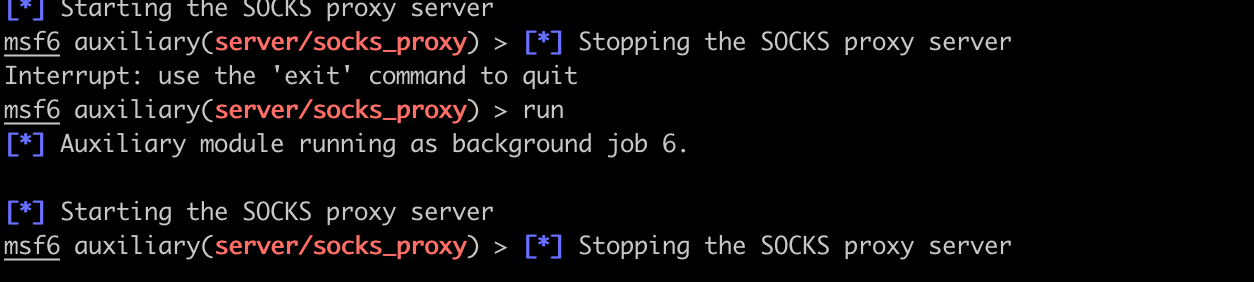 [*] Starting the SOCKS proxy server
msf6 auxiliary(server/socks_proxy) > [*] Stopping the SOCKS proxy server
Interrupt: use the 'exit' command to quit
msf6 auxiliary(server/socks_proxy) > run
[*] Auxiliary module running as background job 6.
[*] Starting the SOCKS proxy server
msf6 auxiliary(server/socks_proxy) > [*] Stopping the SOCKS proxy server